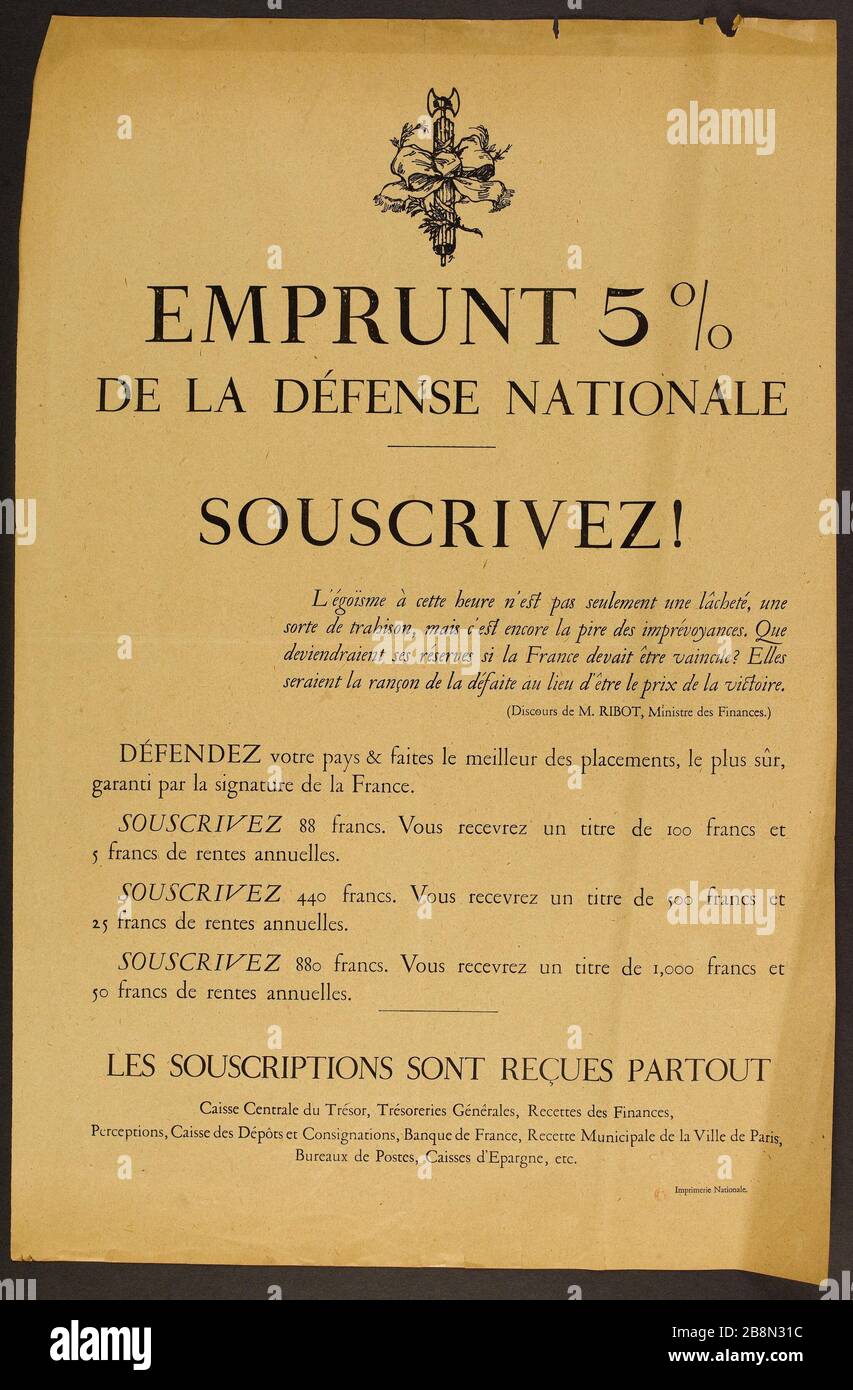 EMPRUNT 5 %
DE LA DÉFENSE NATIONALE
SOUSCRIVEZ!
L'égoïsme à cette heure n'est pas seulement une lâcheté, une
sorte de trahison, mais c'est encore la pire des imprévoyances. Que
deviendraient ses réserves si la France devait être vaincue? Elles
seraient la rançon de la défaite au lieu d'être le prix de la victoire.
(Discours de M. RIBOT, Ministre des Finances.)
DÉFENDEZ votre pays & faites le meilleur des placements, le plus sûr,
garanti par la signature de la France.
SOUSCRIVEZ 88 francs. Vous recevrez un titre de 100 francs et
5 francs de rentes annuelles.
SOUSCRIVEZ 440 francs. Vous recevrez un titre de 500 francs et
25 francs de rentes annuelles.
SOUSCRIVEZ 880 francs. Vous recevrez un titre de 1,000 francs et
50 francs de rentes annuelles.
LES SOUSCRIPTIONS SONT REÇUES PARTOUT
Caisse Centrale du Trésor, Trésoreries Générales, Recettes des Finances,
Perceptions, Caisse des Dépôts et Consignations, Banque de France, Recette Municipale de la Ville de Paris,
Bureaux de Postes, Caisses d'Epargne, etc.
Imprimerie Nationale.
alamy
Image ID: 2B8N31C
www.alamy.com